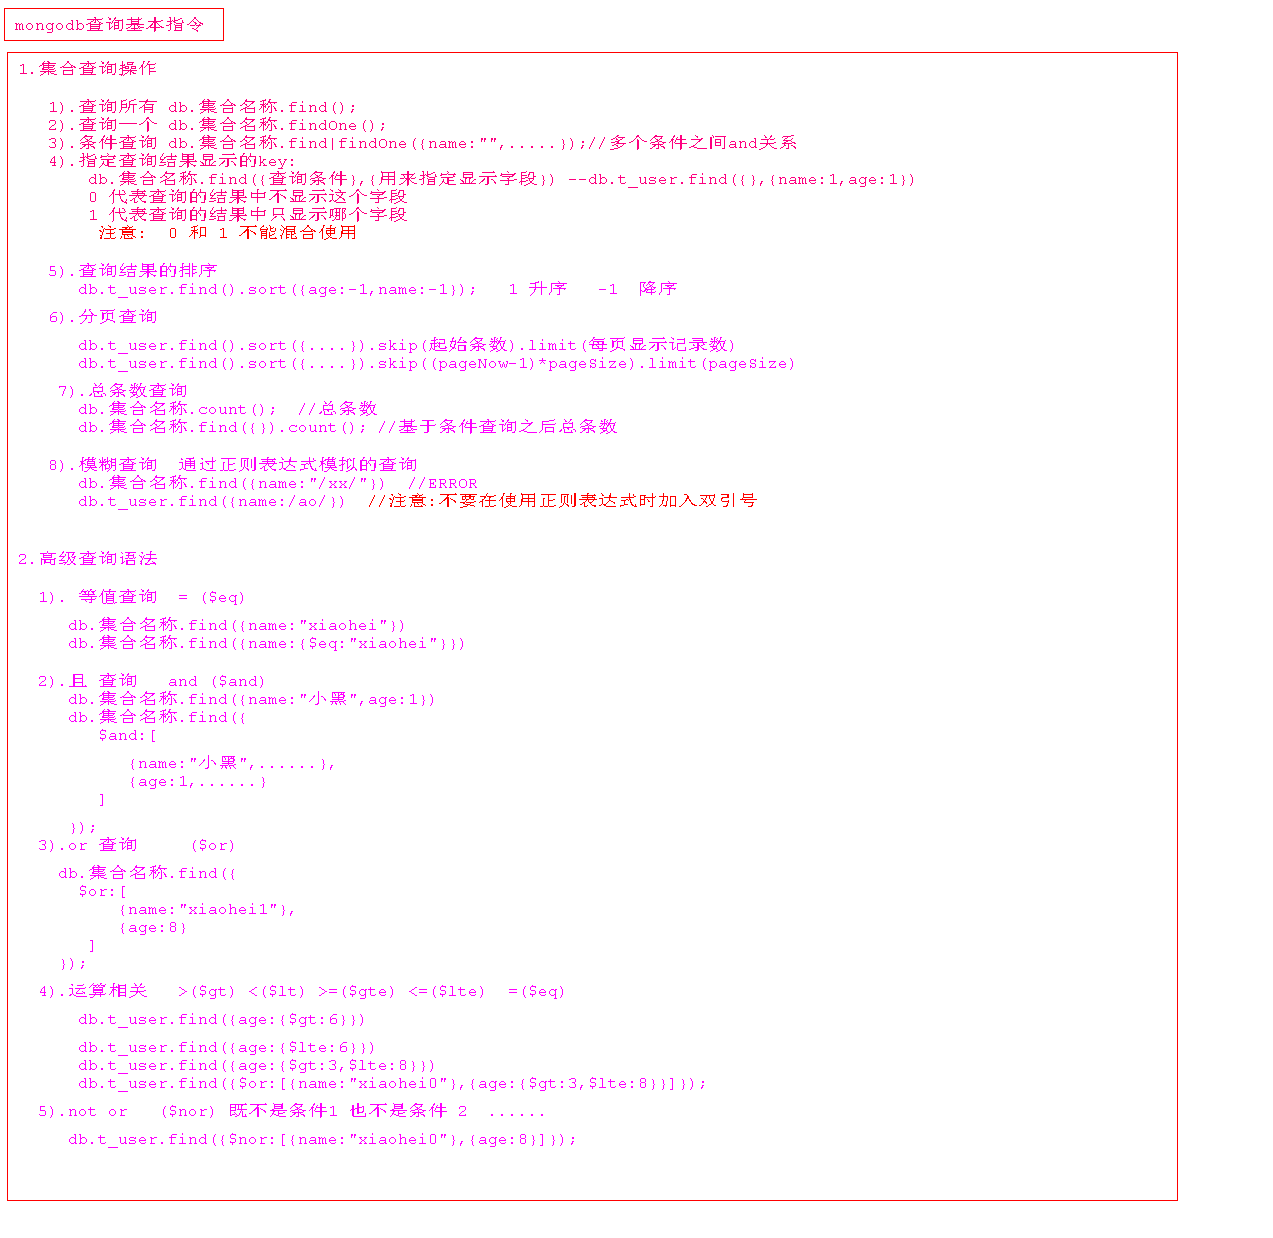 mongodb查询基本指令
1.集合查询操作
1).查询所有 db.集合名称.find();
2).查询一个 db.集合名称.findOne();
3).条件查询 db.集合名称.find|findOne({name:"",.....});//多个条件之间and关系
4).指定查询结果显示的key:
db.集合名称.find({查询条件},{用来指定显示字段}) --db.t_user.find({},{name:1,age:1})
0 代表查询的结果中不显示这个字段
1 代表查询的结果中只显示哪个字段
注意: 0 和 1 不能混合使用
5).查询结果的排序
db.t_user.find().sort({age:-1,name:-1}); 1 升序 -1 降序
6).分页查询
db.t_user.find().sort({....}).skip(起始条数).limit(每页显示记录数)
db.t_user.find().sort({....}).skip((pageNow-1)*pageSize).limit(pageSize)
7).总条数查询
db.集合名称.count(); //总条数
db.集合名称.find({}).count(); //基于条件查询之后总条数
8).模糊查询 通过正则表达式模拟的查询
db.集合名称.find({name:"/xx/"}) //ERROR
db.t_user.find({name:/ao/}) //注意:不要在使用正则表达式时加入双引号
2.高级查询语法
1). 等值查询 = ($eq)
db.集合名称.find({name:"xiaohei"})
db.集合名称.find({name:{$eq:"xiaohei"}})
2).且 查询 and ($and)
db.集合名称.find({name:"小黑",age:1})
db.集合名称.find({
$and:[
{name:"小黑",......},
{age:1,......}
]
});
3).or 查询 ($or)
db.集合名称.find({
$or:[
{name:"xiaohei1"},
{age:8}
]
});
4).运算相关 >($gt) <($lt) >=($gte) <=($lte) =($eq)
db.t_user.find({age:{$gt:6}})
db.t_user.find({age:{$lte:6}})
db.t_user.find({age:{$gt:3,$lte:8}})
db.t_user.find({$or:[{name:"xiaohei0"},{age:{$gt:3,$lte:8}}]});
5).not or ($nor) 既不是条件1 也不是条件 2 ......
db.t_user.find({$nor:[{name:"xiaohei0"},{age:8}]});